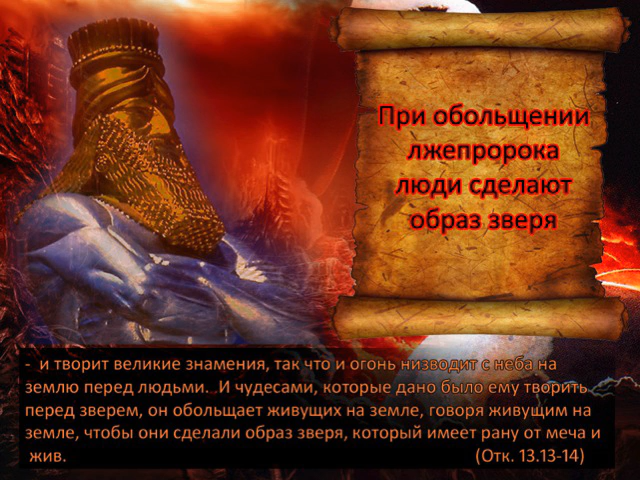 При обольщении
лжепророка
люди сделают
образ зверя
- и творит великие знамения, так что и огонь низводит с неба на
землю перед людьми. И чудесами, которые дано было ему творить
перед зверем, он обольщает живущих на земле, говоря живущим на
земле, чтобы они сделали образ зверя, который имеет рану от меча и
жив. (Отк. 13.13-14)